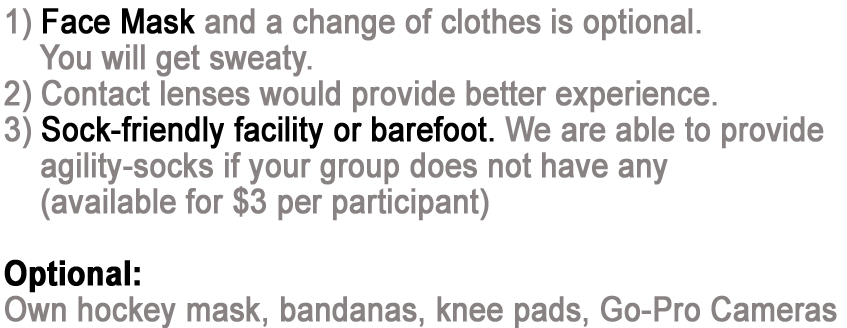 1) Face Mask and a change of clothes is optional.
You will get sweaty.
2) Contact lenses would provide better experience.
3) Sock-friendly facility or barefoot. We are able to provide
agility-socks if your group does not have any
(available for $3 per participant)
Optional:
Own hockey mask, bandanas, knee pads, Go-Pro Cameras